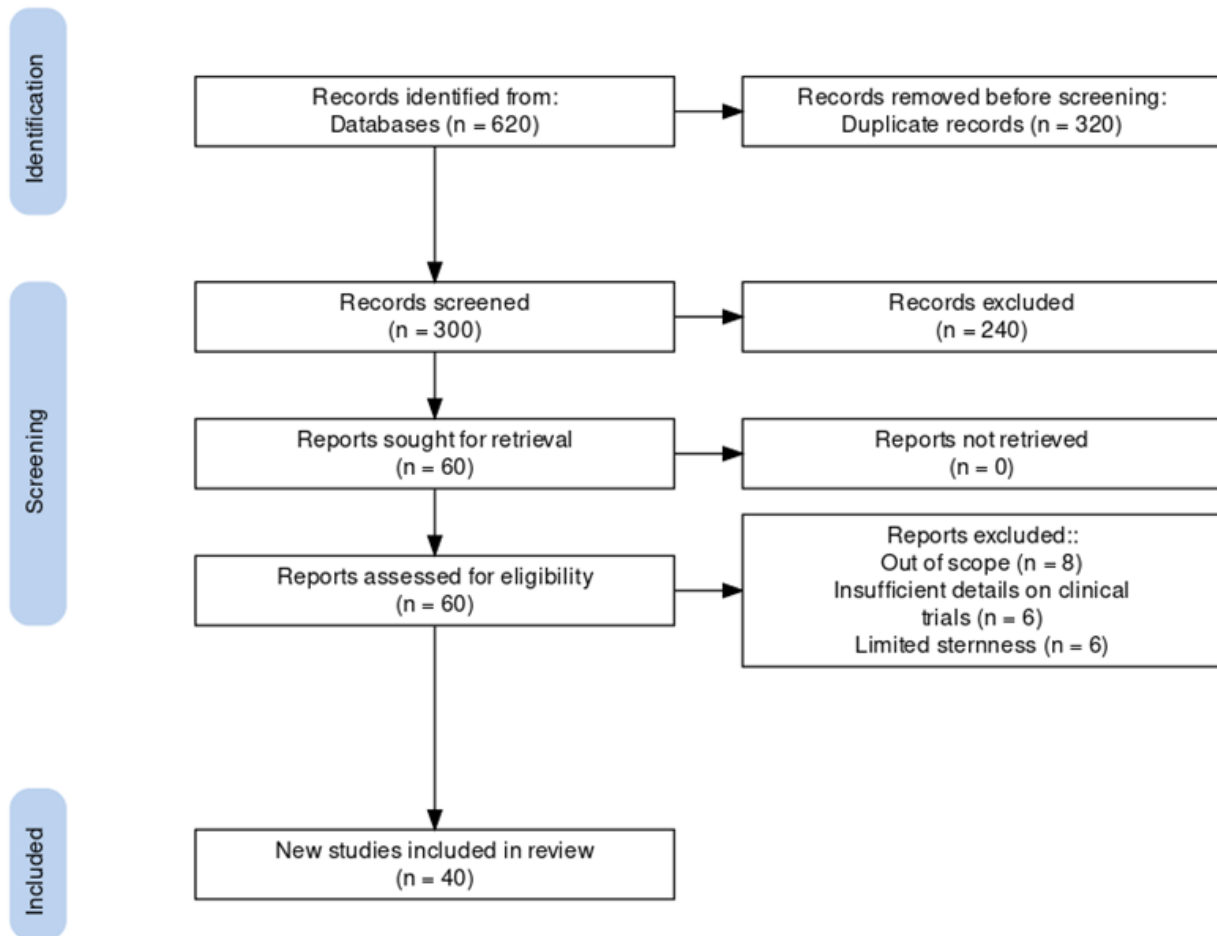 Identification
Records identified from:
Databases (n = 620)
Records removed before screening:
Duplicate records (n = 320)
Screening
Records screened
(n = 300)
Records excluded
(n = 240)
Reports sought for retrieval
(n = 60)
Reports not retrieved
(n = 0)
Reports assessed for eligibility
(n = 60)
Reports excluded::
Out of scope (n = 8)
Insufficient details on clinical
trials (n = 6)
Limited sternness (n = 6)
Included
New studies included in review
(n = 40)